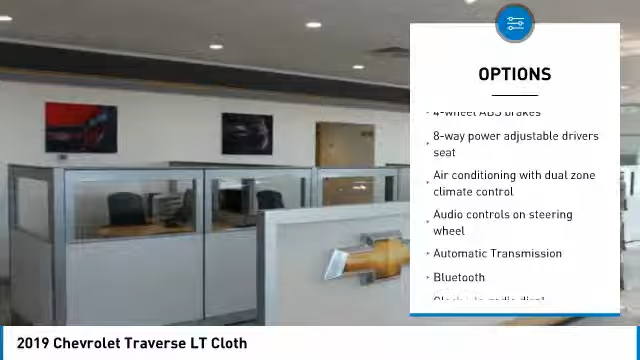 OPTIONS
4-wheel ABS brakes
8-way power adjustable drivers
seat
Air conditioning with dual zone
climate control
Audio controls on steering
wheel
Automatic Transmission
Bluetooth
2019 Chevrolet Traverse LT Cloth